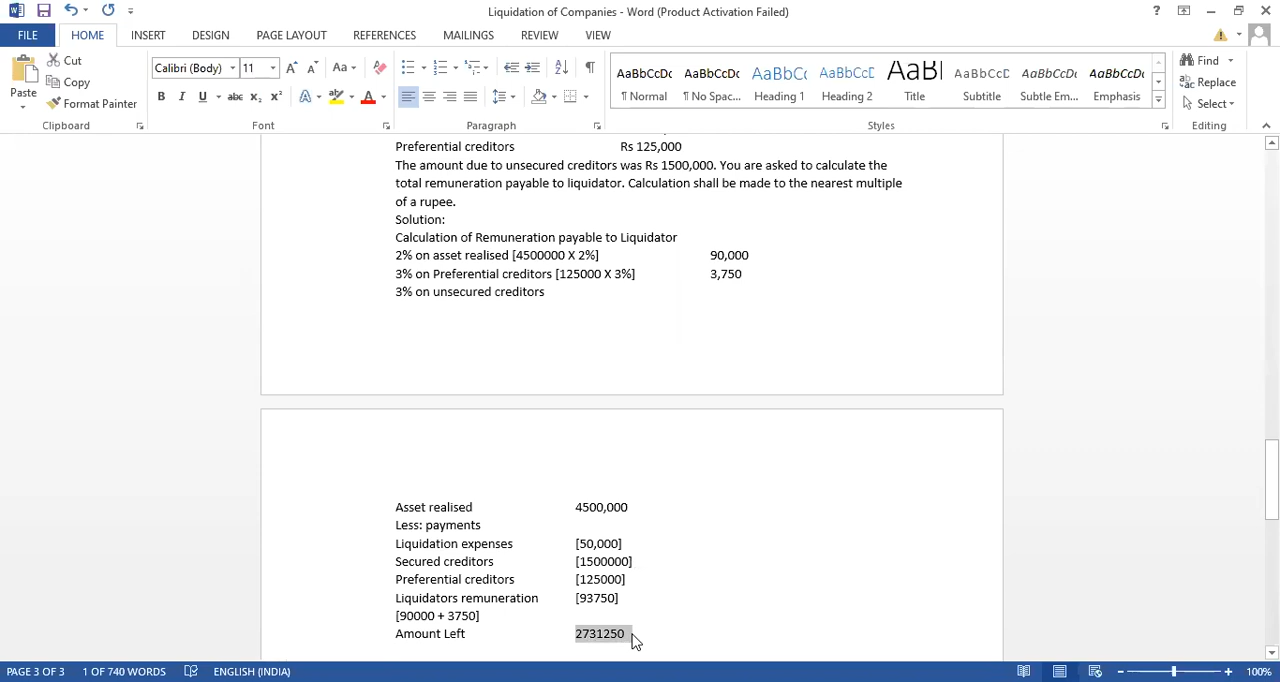 Liquidation of Companies - Word (Product Activation Failed)
FILE HOME INSERT DESIGN PAGE LAYOUT REFERENCES MAILINGS REVIEW VIEW
Paste
Cut
Copy
Format Painter
Clipboard
Calibri (Body) 11
Font
Paragraph
AaBbCcDc AaBbCcDc AaBbCc AaBbCcC AaBl AaBbCcD AaBbCcDc AaBbCcDc
¶ Normal ¶ No Spac... Heading 1 Heading 2 Title Subtitle Subtle Em... Emphasis
Styles
Find
Replace
Select
Editing
Preferential creditors Rs 125,000
The amount due to unsecured creditors was Rs 1500,000. You are asked to calculate the
total remuneration payable to liquidator. Calculation shall be made to the nearest multiple
of a rupee.
Solution:
Calculation of Remuneration payable to Liquidator
2% on asset realised [4500000 X 2%] 90,000
3% on Preferential creditors [125000 X 3%] 3,750
3% on unsecured creditors
Asset realised 4500,000
Less: payments
Liquidation expenses [50,000]
Secured creditors [1500000]
Preferential creditors [125000]
Liquidators remuneration [93750]
[90000 + 3750]
Amount Left 2731250
PAGE 3 OF 3 1 OF 740 WORDS ENGLISH (INDIA) 100%